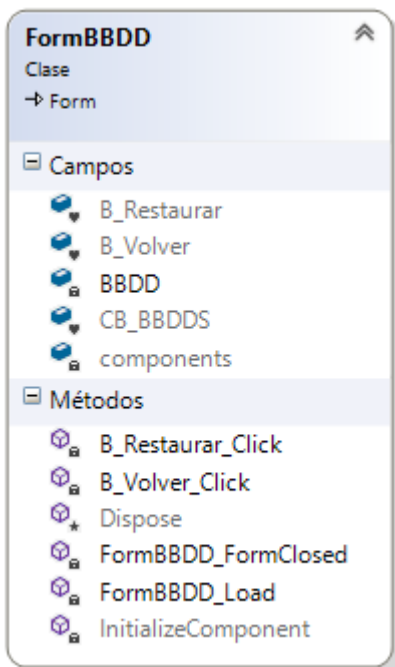 FormBBDD
Clase
Form
Campos
B_Restaurar
B_Volver
BBDD
CB_BBDDS
components
Métodos
B_Restaurar_Click
B_Volver_Click
Dispose
FormBBDD_FormClosed
FormBBDD_Load
InitializeComponent